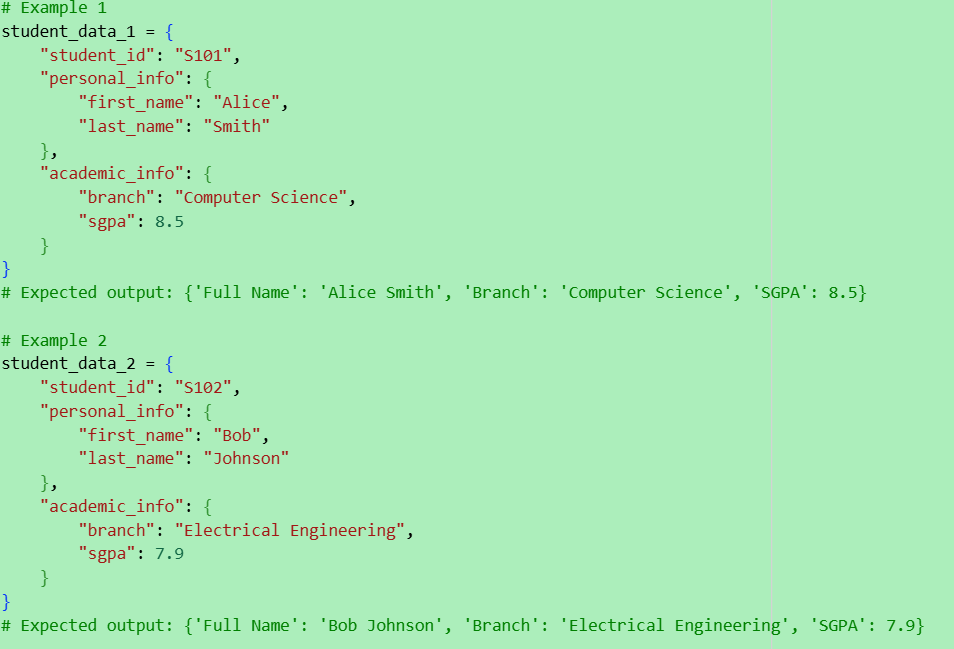 # Example 1
student_data_1 = {
    "student_id": "S101",
    "personal_info": {
        "first_name": "Alice",
        "last_name": "Smith"
    },
    "academic_info": {
        "branch": "Computer Science",
        "sgpa": 8.5
    }
}
# Expected output: {'Full Name': 'Alice Smith', 'Branch': 'Computer Science', 'SGPA': 8.5}

# Example 2
student_data_2 = {
    "student_id": "S102",
    "personal_info": {
        "first_name": "Bob",
        "last_name": "Johnson"
    },
    "academic_info": {
        "branch": "Electrical Engineering",
        "sgpa": 7.9
    }
}
# Expected output: {'Full Name': 'Bob Johnson', 'Branch': 'Electrical Engineering', 'SGPA': 7.9}